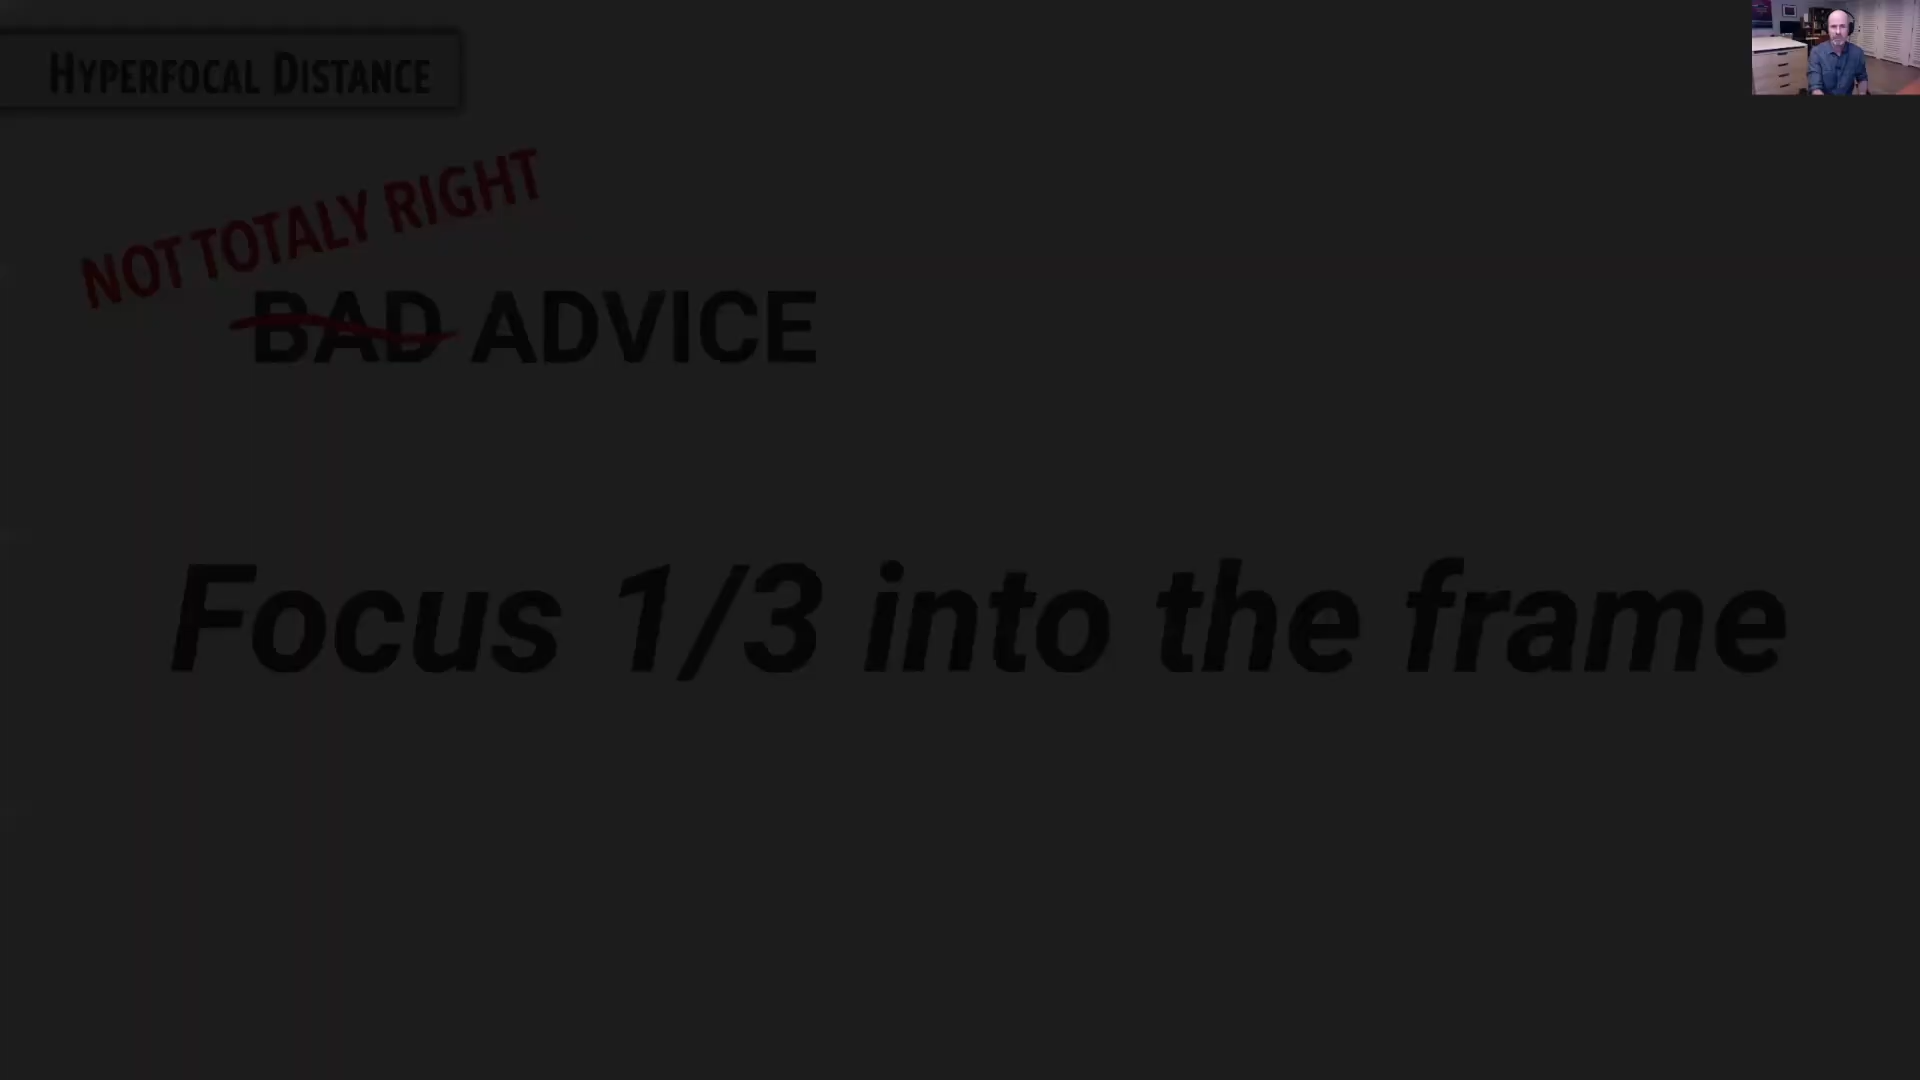 HYPERFOCAL DISTANCE
NOT TOTALY RIGHT
BAD ADVICE
Focus 1/3 into the frame